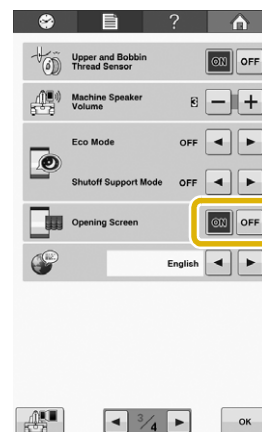 ?
Upper and Bobbin
Thread Sensor
ON OFF
Machine Speaker
Volume
3 - +
Eco Mode OFF
Shutoff Support Mode OFF
Opening Screen ON OFF
English
3/4
OK